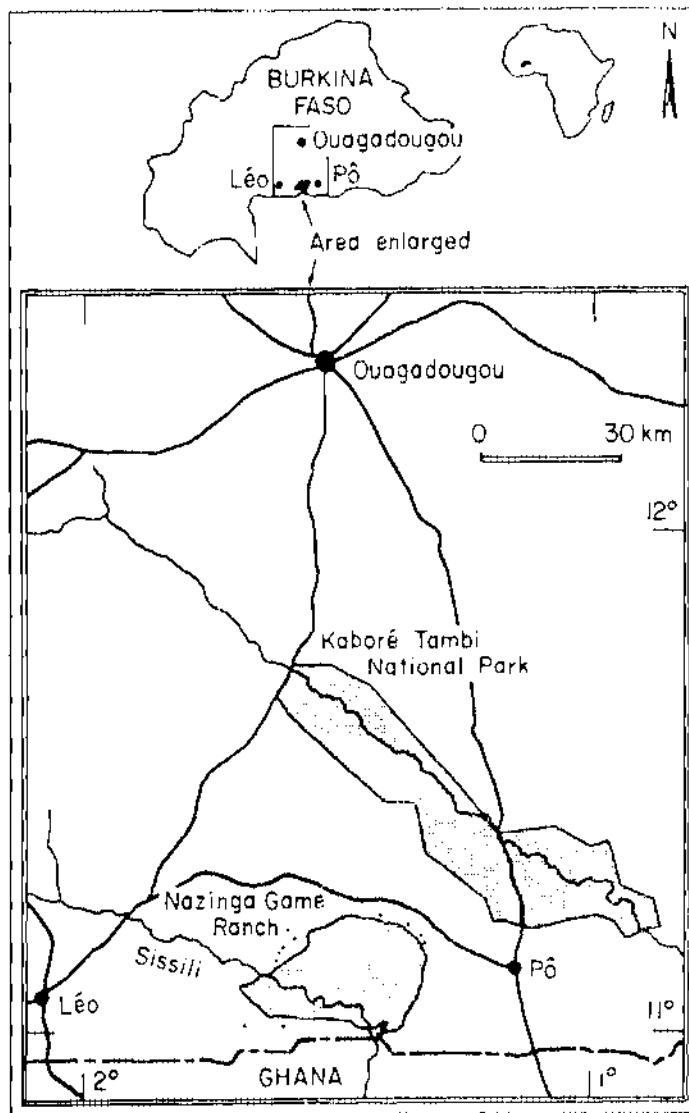 N
BURKINA
FASO
Ouagadougou
Léo
Pô
Area enlarged
Ouagadougou
0 30 km
12°
Kaboré Tambi
National Park
Nazinga Game
Ranch
Sissili
Pô
Léo
11°
2°
GHANA
1°